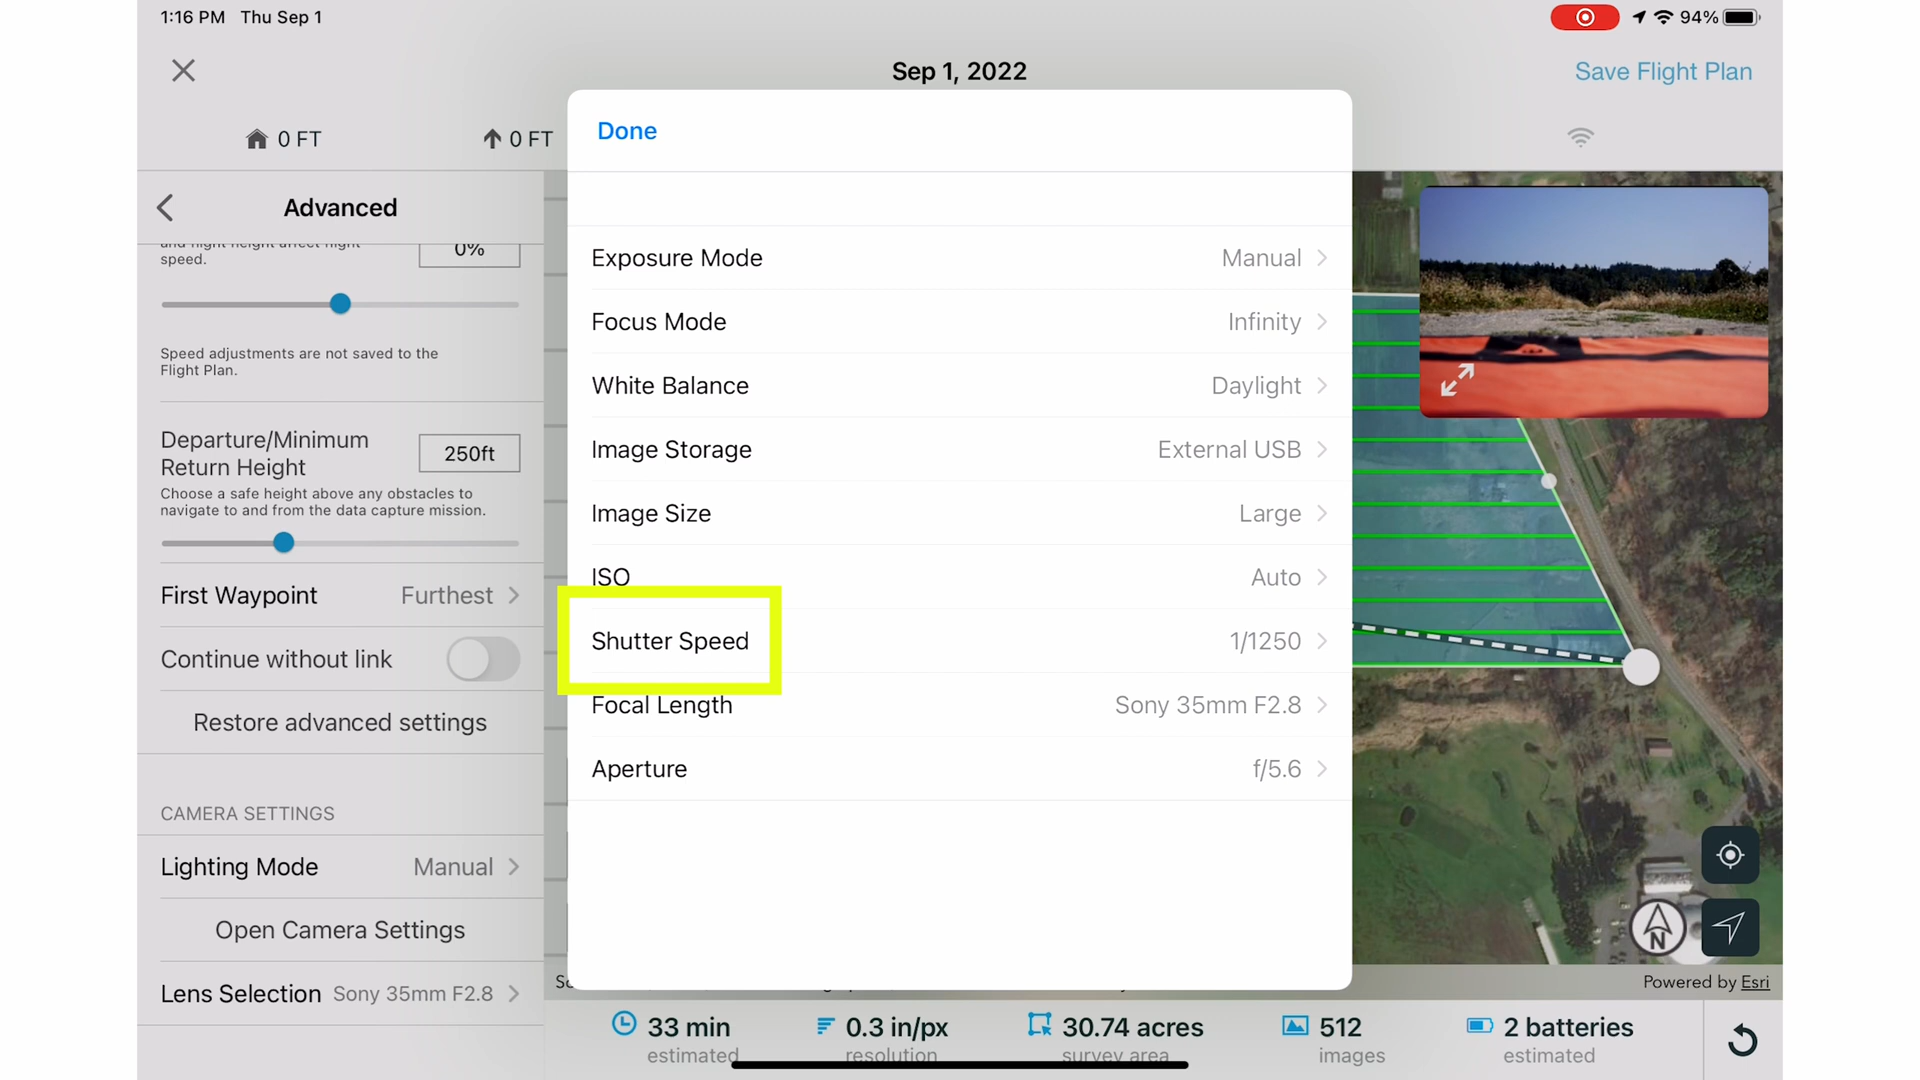 1:16 PM Thu Sep 1
94%
Sep 1, 2022
Save Flight Plan
0 FT
0 FT
Done
Advanced
speed.
0%
Speed adjustments are not saved to the
Flight Plan.
Departure/Minimum
Return Height
250ft
Choose a safe height above any obstacles to
navigate to and from the data capture mission.
First Waypoint Furthest
Continue without link
Restore advanced settings
CAMERA SETTINGS
Lighting Mode Manual
Open Camera Settings
Lens Selection Sony 35mm F2.8
Exposure Mode Manual
Focus Mode Infinity
White Balance Daylight
Image Storage External USB
Image Size Large
ISO Auto
Shutter Speed 1/1250
Focal Length Sony 35mm F2.8
Aperture f/5.6
N
Powered by Esri
33 min
estimated
0.3 in/px
resolution
30.74 acres
survey area
512
images
2 batteries
estimated